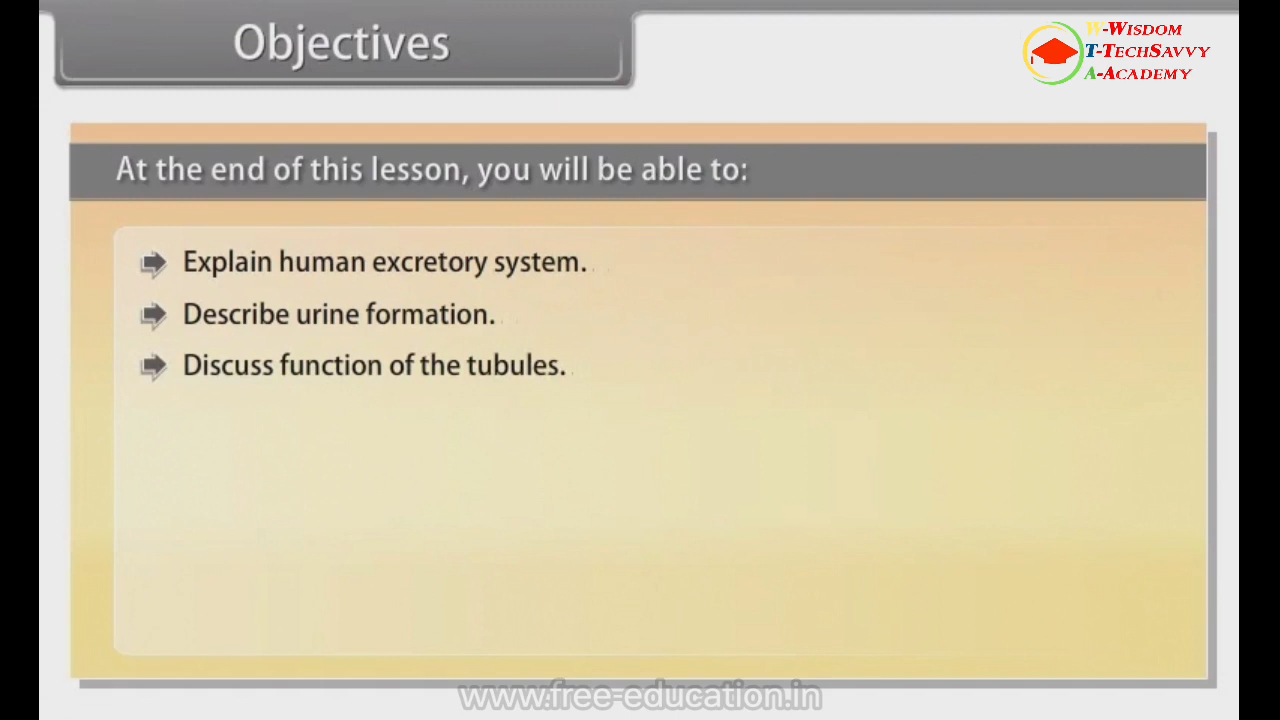 Objectives
W-Wisdom
T-TechSavvy
A-Academy
At the end of this lesson, you will be able to:
Explain human excretory system.
Describe urine formation.
Discuss function of the tubules.
www.free-education.in